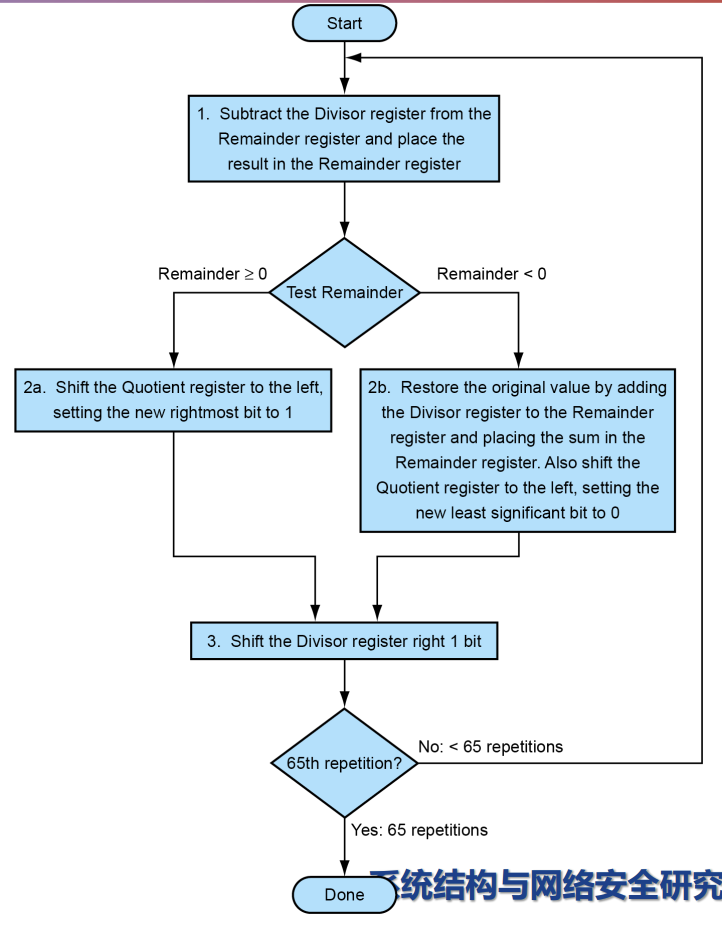 Start
1. Subtract the Divisor register from the
Remainder register and place the
result in the Remainder register
Remainder ≥ 0
Test Remainder
Remainder < 0
2a. Shift the Quotient register to the left,
setting the new rightmost bit to 1
2b. Restore the original value by adding
the Divisor register to the Remainder
register and placing the sum in the
Remainder register. Also shift the
Quotient register to the left, setting the
new least significant bit to 0
3. Shift the Divisor register right 1 bit
65th repetition?
No: < 65 repetitions
Yes: 65 repetitions
Done
系统结构与网络安全研究